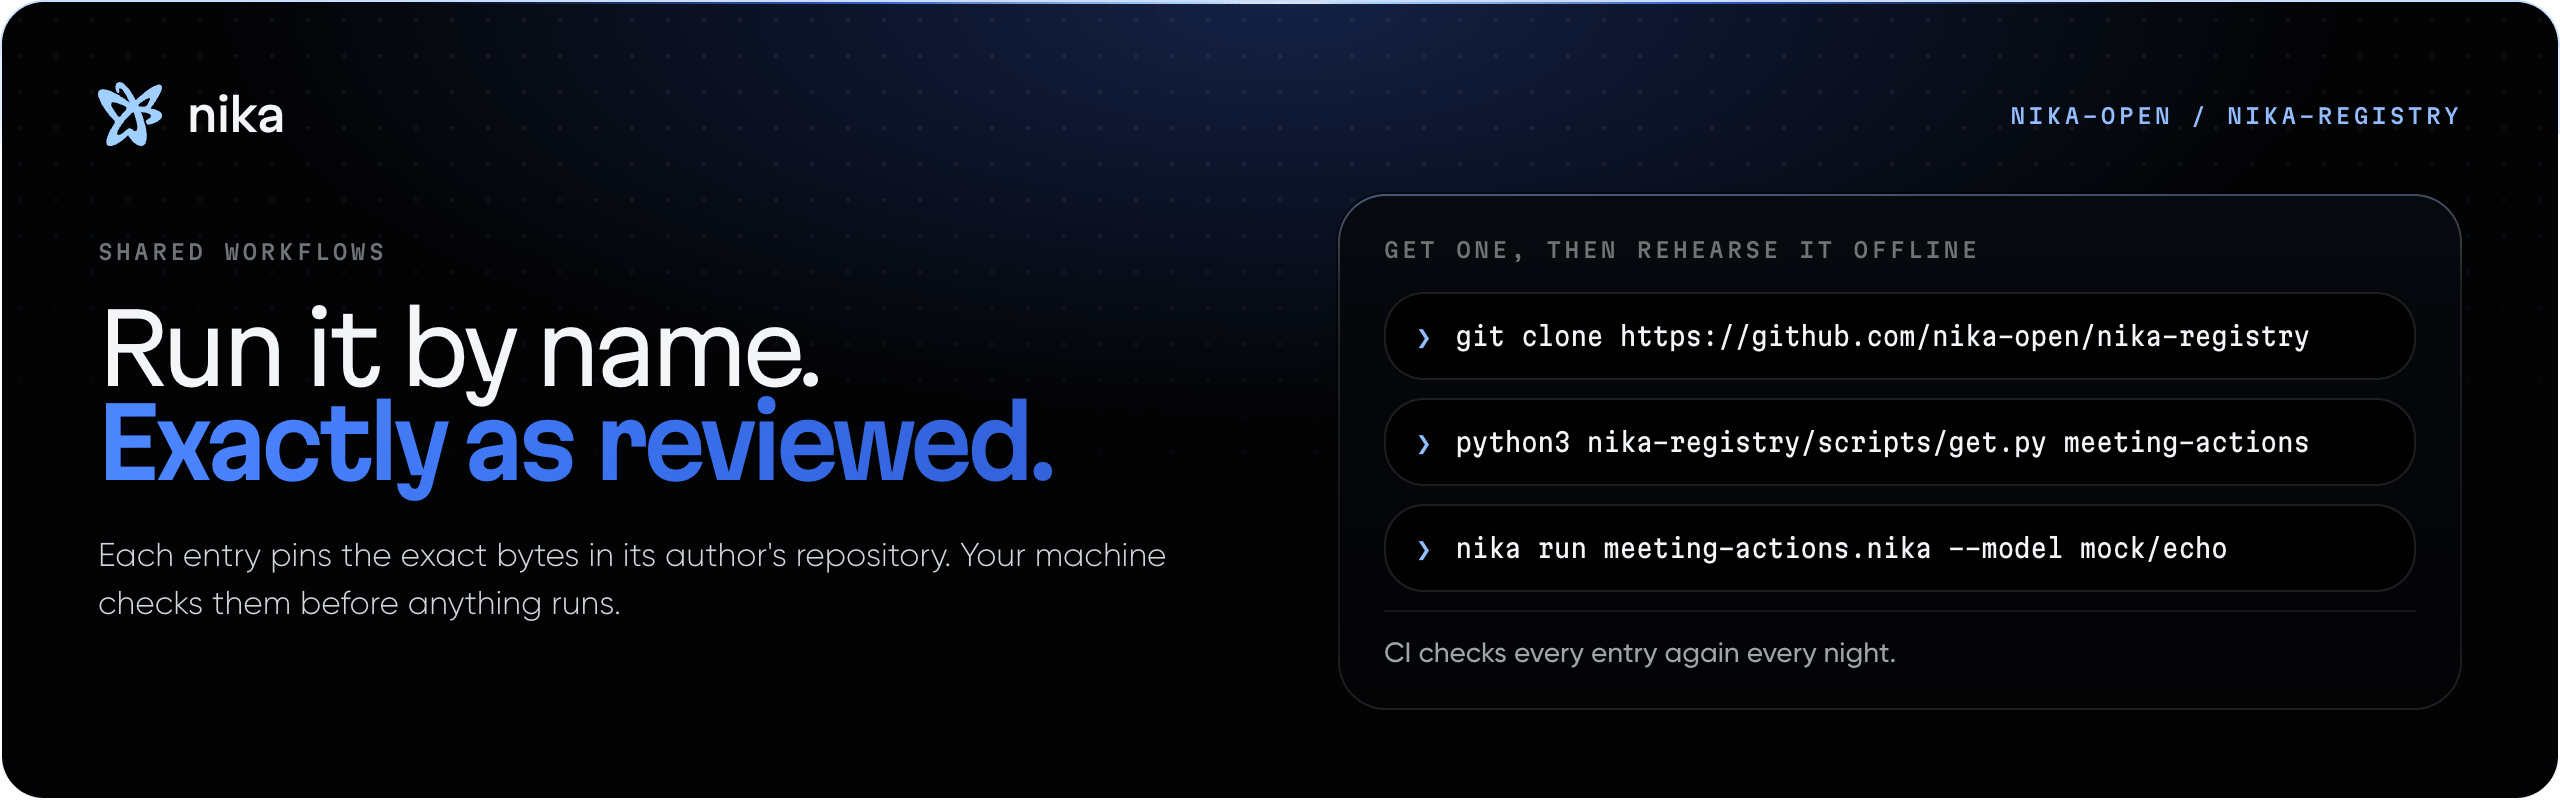 nika
NIKA-OPEN / NIKA-REGISTRY
SHARED WORKFLOWS
Run it by name.
Exactly as reviewed.
Each entry pins the exact bytes in its author's repository. Your machine
checks them before anything runs.
GET ONE, THEN REHEARSE IT OFFLINE
❯ git clone https://github.com/nika-open/nika-registry
❯ python3 nika-registry/scripts/get.py meeting-actions
❯ nika run meeting-actions.nika --model mock/echo
CI checks every entry again every night.